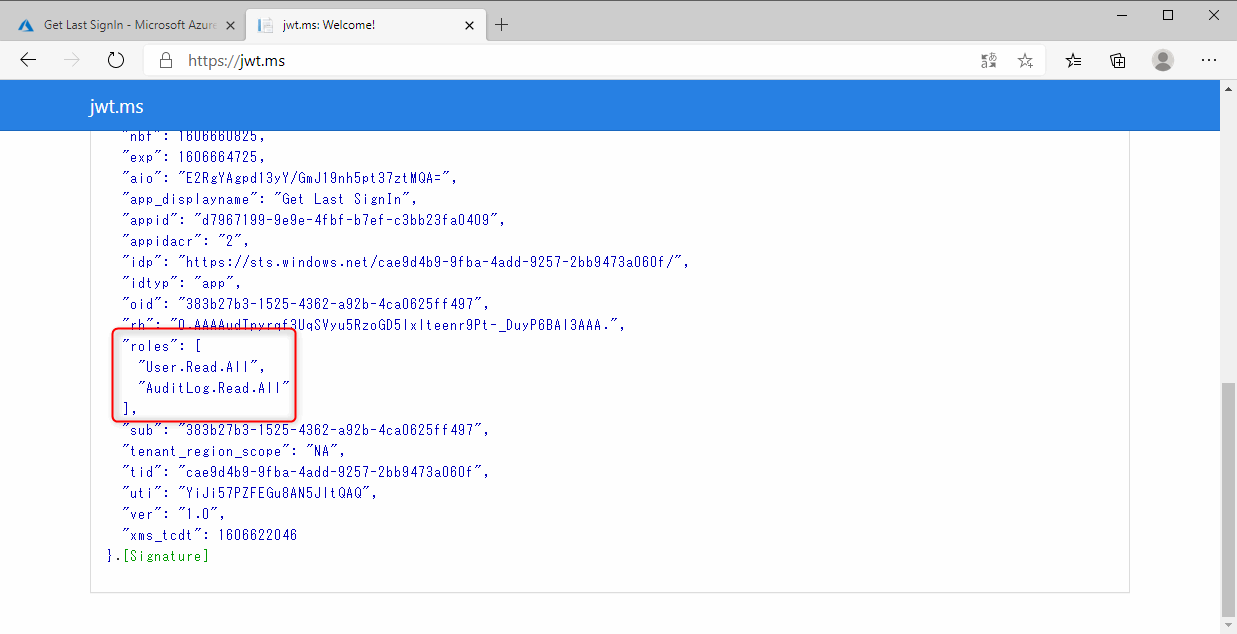 Get Last SignIn - Microsoft Azure
jwt.ms: Welcome!
https://jwt.ms
jwt.ms
"nbf": 1606660825,
"exp": 1606664725,
"aio": "E2RgYAgpd13yY/GmJ19nh5pt37ztMQA=",
"app_displayname": "Get Last SignIn",
"appid": "d7967199-9e9e-4fbf-b7ef-c3bb23fa0409",
"appidacr": "2",
"idp": "https://sts.windows.net/cae9d4b9-9fba-4add-9257-2bb9473a060f/",
"idtyp": "app",
"oid": "383b27b3-1525-4362-a92b-4ca0625ff497",
"rh": "0.AAAAudTpyrqf3UqSVyu5RzoGD5lxlteenr9Pt-_DuyP6BAl3AAA.",
"roles": [
"User.Read.All",
"AuditLog.Read.All"
],
"sub": "383b27b3-1525-4362-a92b-4ca0625ff497",
"tenant_region_scope": "NA",
"tid": "cae9d4b9-9fba-4add-9257-2bb9473a060f",
"uti": "YiJi57PZFEGu8AN5JItQAQ",
"ver": "1.0",
"xms_tcdt": 1606622046
}.[Signature]